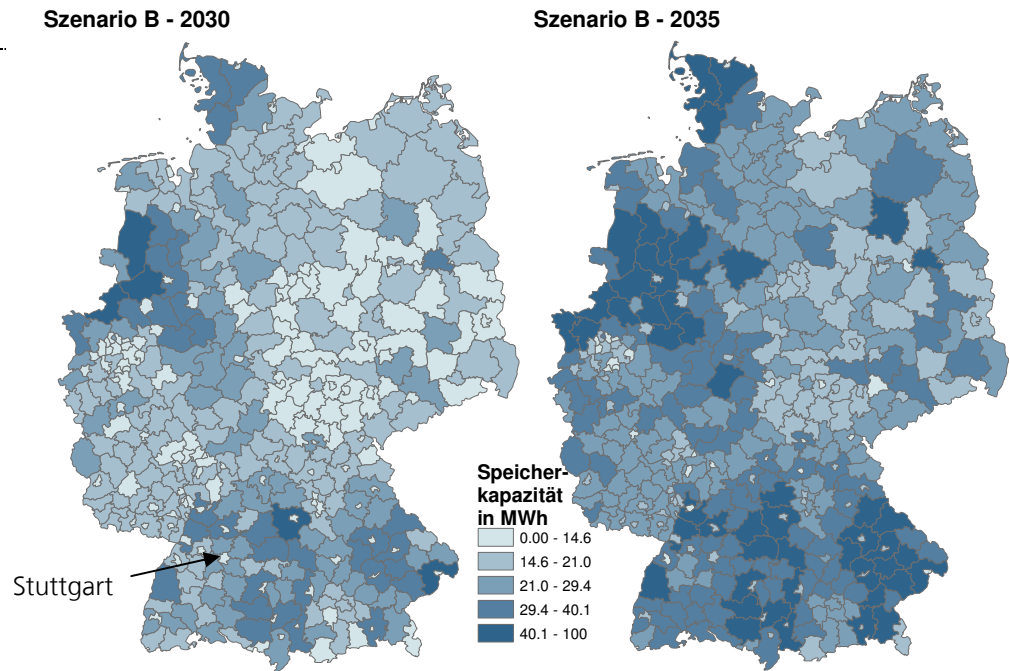 Szenario B - 2030
Szenario B - 2035
Speicher-
kapazität
in MWh
0.00 - 14.6
14.6 - 21.0
21.0 - 29.4
29.4 - 40.1
40.1 - 100
Stuttgart